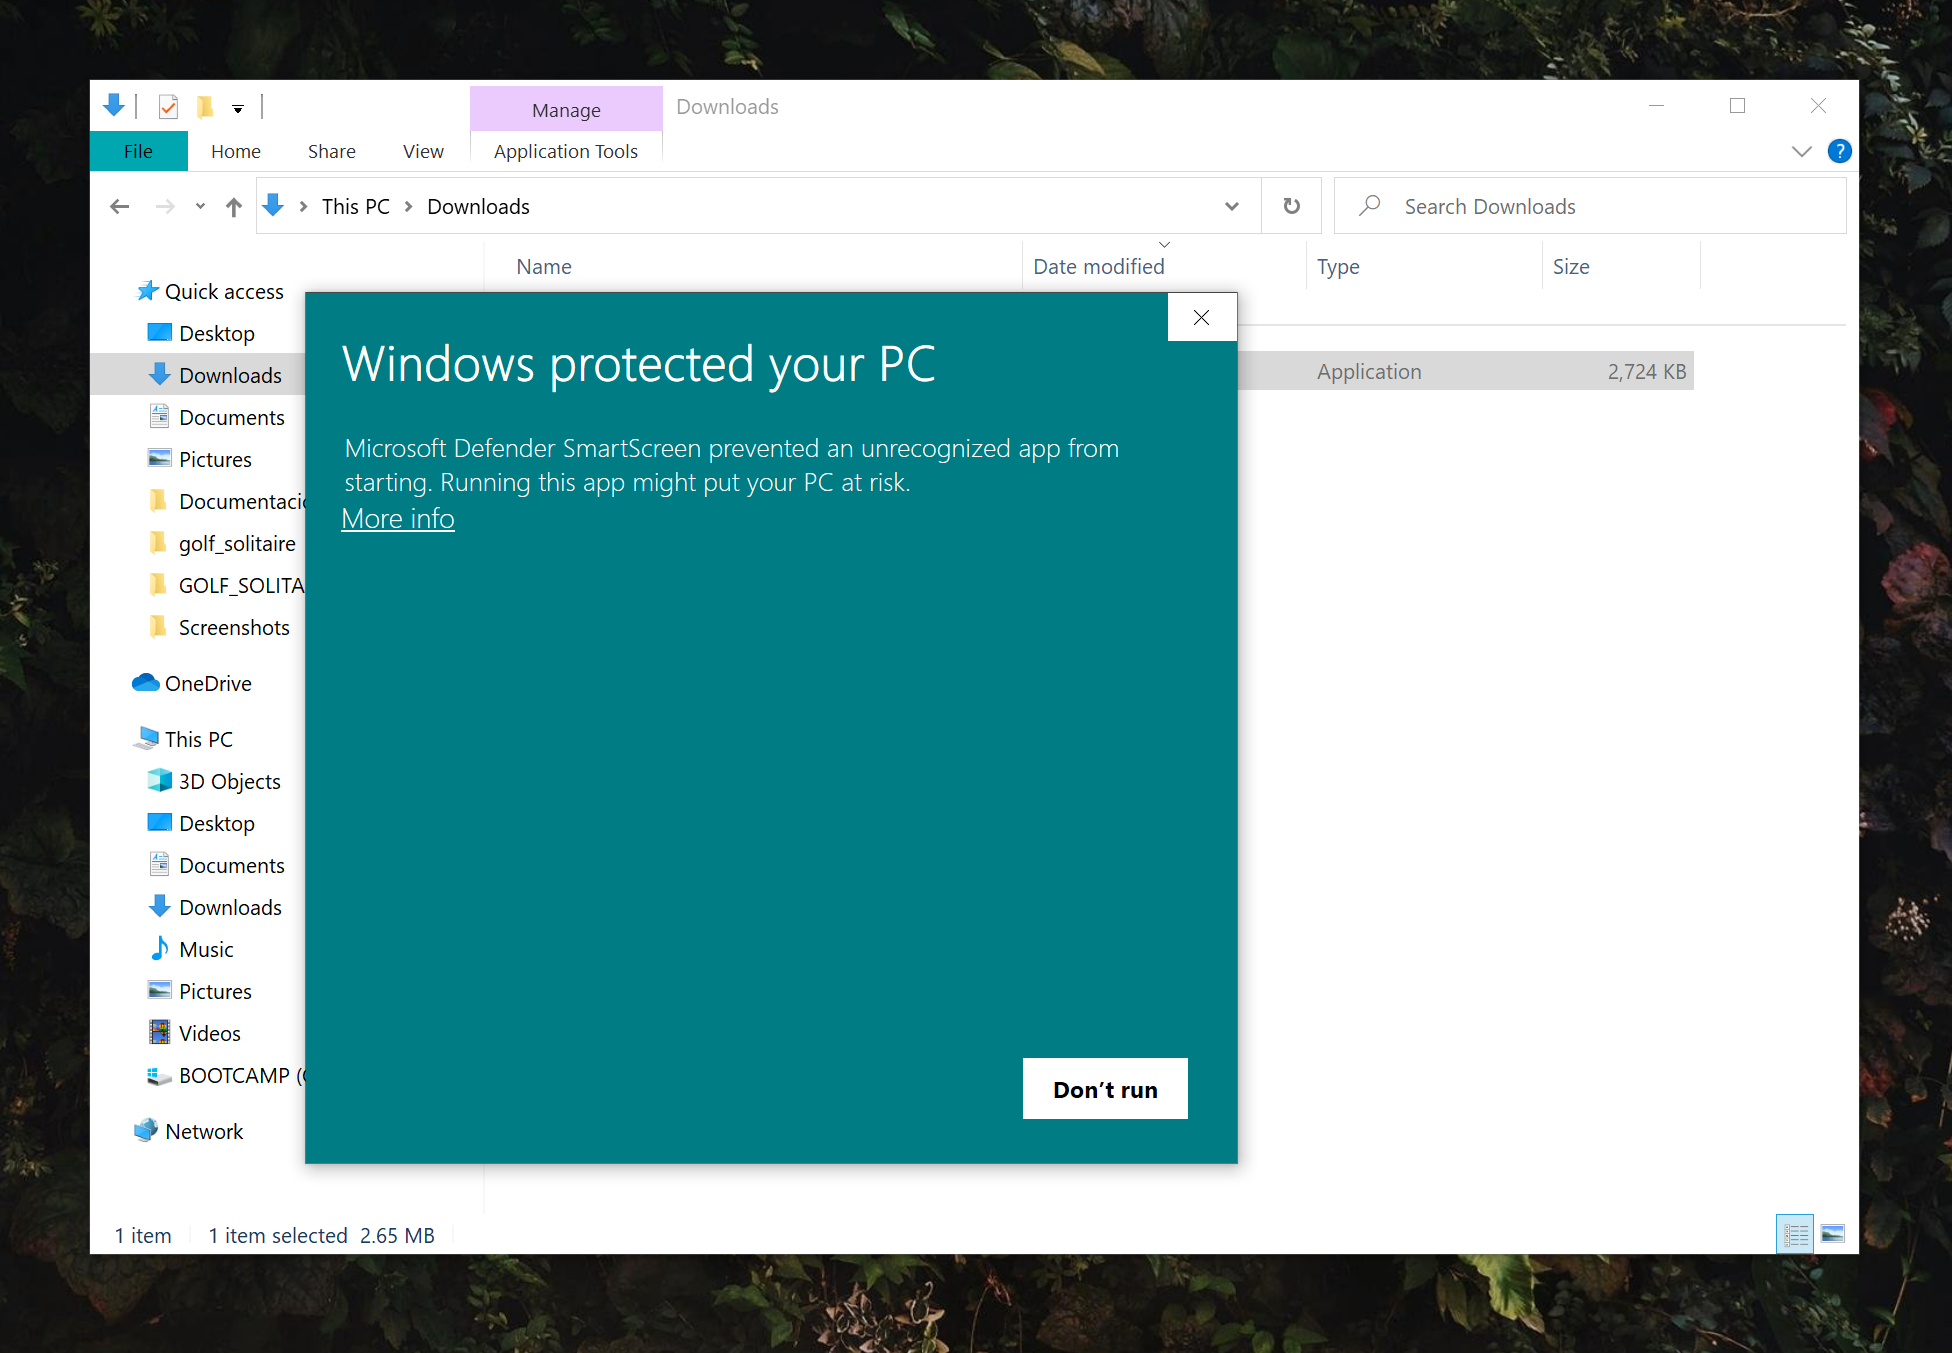 Manage
Downloads
File
Home
Share
View
Application Tools
?
This PC
Downloads
Search Downloads
Name
Date modified
Type
Size
Quick access
Desktop
Downloads
Documents
Pictures
Documentaci
golf_solitaire
GOLF_SOLITA
Screenshots
OneDrive
This PC
3D Objects
Desktop
Documents
Downloads
Music
Pictures
Videos
BOOTCAMP (
Network
Application
2,724 KB
Windows protected your PC
Microsoft Defender SmartScreen prevented an unrecognized app from
starting. Running this app might put your PC at risk.
More info
Don’t run
1 item
1 item selected 2.65 MB